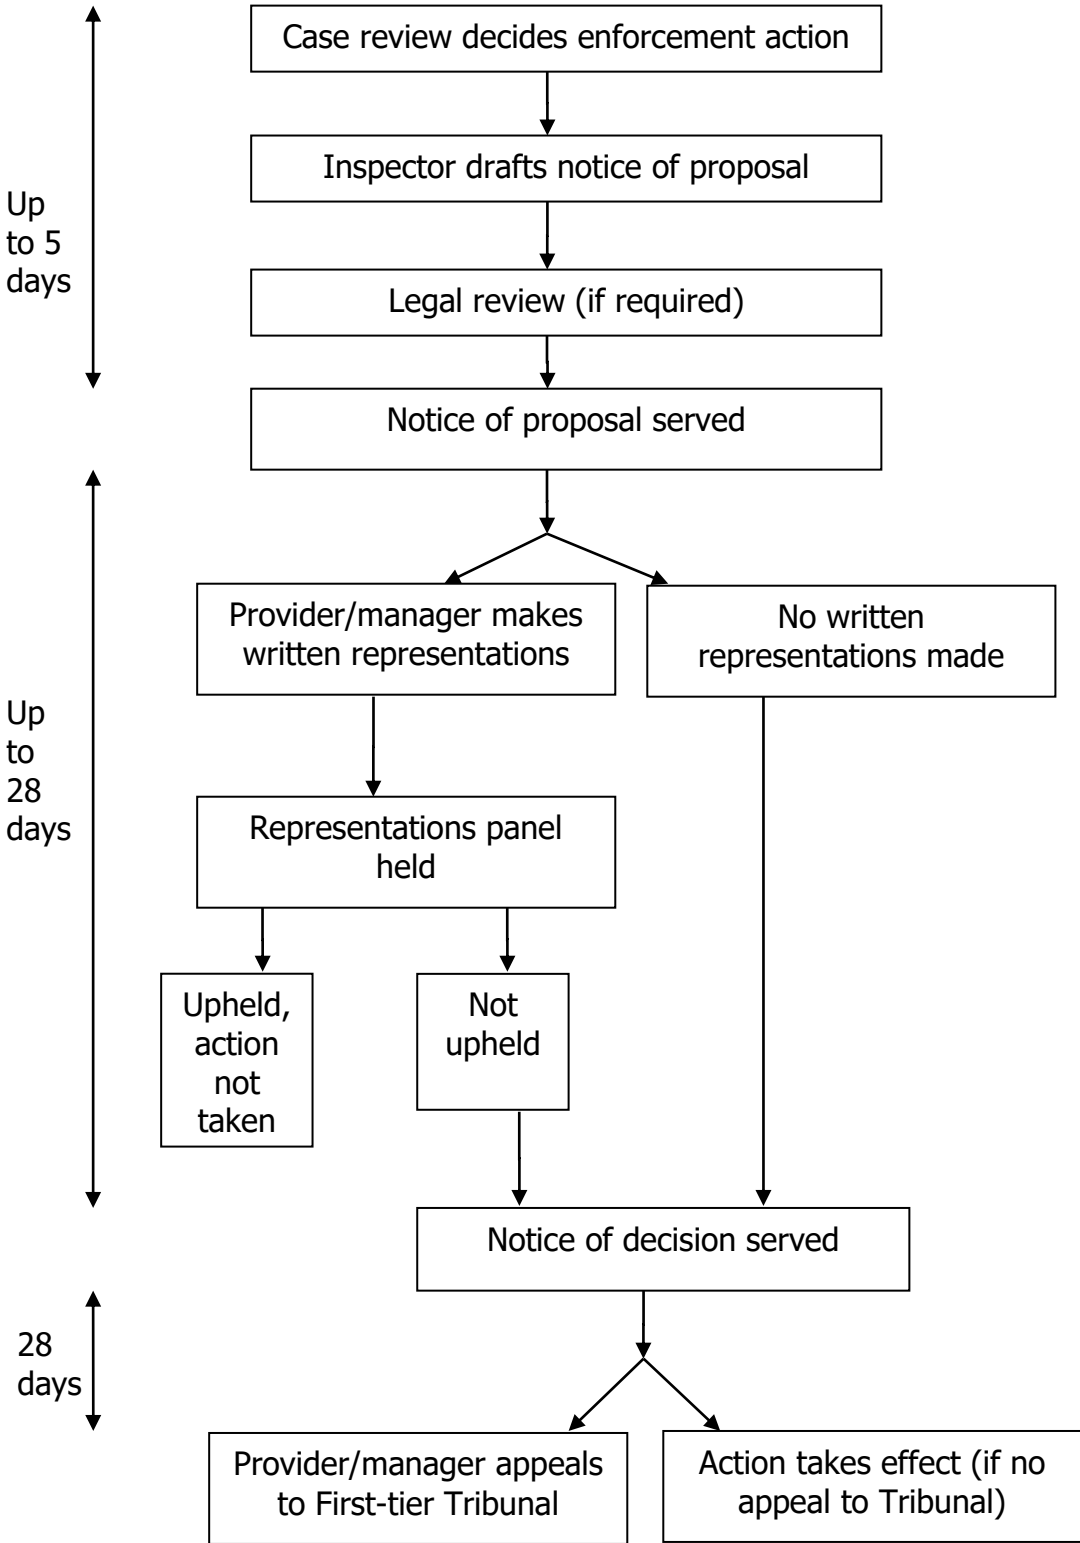 Case review decides enforcement action
Inspector drafts notice of proposal
Up
to 5
days
Legal review (if required)
Notice of proposal served
Provider/manager makes
written representations
No written
representations made
Up
to
28
days
Representations panel
held
Upheld,
action
not
taken
Not
upheld
Notice of decision served
28
days
Provider/manager appeals
to First-tier Tribunal
Action takes effect (if no
appeal to Tribunal)